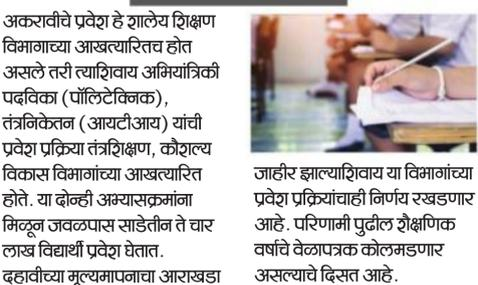 अकरावीचे प्रवेश हे शालेय शिक्षण
विभागाच्या आखत्यारितच होत
असले तरी त्याशिवाय अभियांत्रिकी
पदविका (पॉलिटेक्निक),
तंत्रनिकेतन (आयटीआय) यांची
प्रवेश प्रक्रिया तंत्रशिक्षण, कौशल्य
विकास विभागांच्या आखत्यारित
होते. या दोन्ही अभ्यासक्रमांना
मिळून जवळपास साडेतीन ते चार
लाख विद्यार्थी प्रवेश घेतात.
दहावीच्या मूल्यमापनाचा आराखडा
जाहीर झाल्याशिवाय या विभागांच्या
प्रवेश प्रक्रियांचाही निर्णय रखडणार
आहे. परिणामी पुढील शैक्षणिक
वर्षाचे वेळापत्रक कोलमडणार
असल्याचे दिसत आहे.